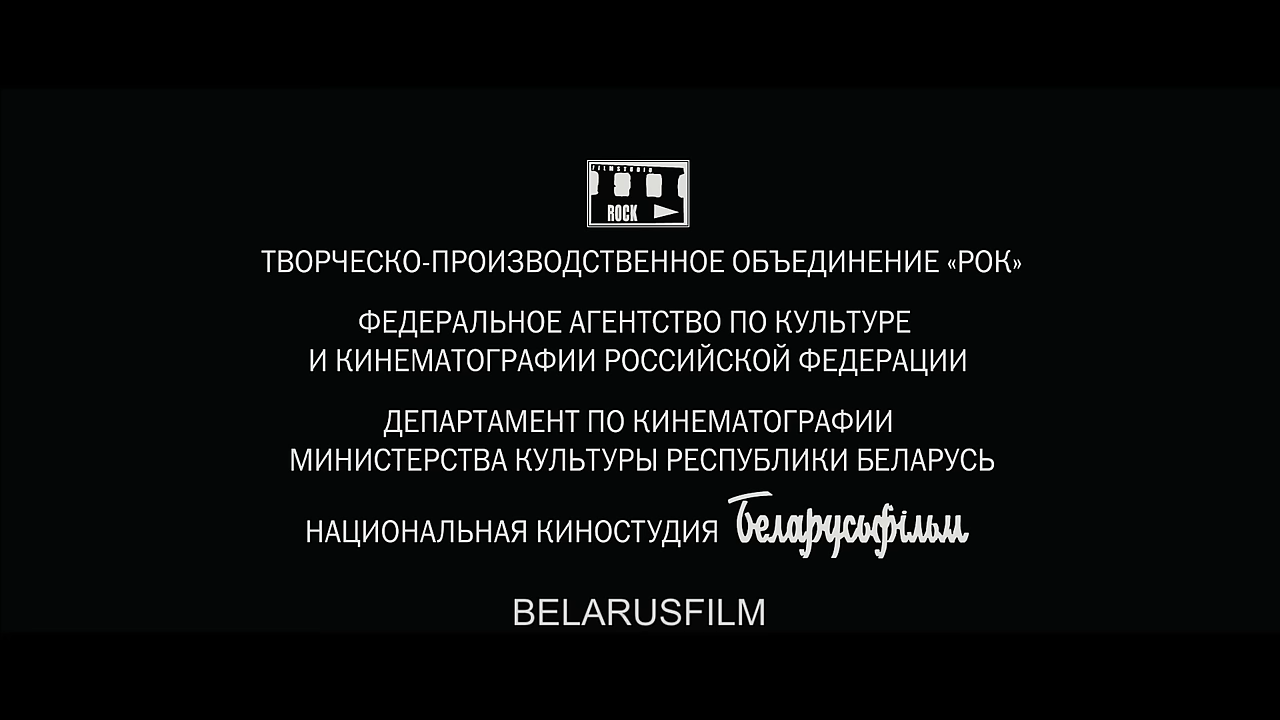 FILMSTUDIO
ROCK
ТВОРЧЕСКО-ПРОИЗВОДСТВЕННОЕ ОБЪЕДИНЕНИЕ «РОК»
ФЕДЕРАЛЬНОЕ АГЕНТСТВО ПО КУЛЬТУРЕ
И КИНЕМАТОГРАФИИ РОССИЙСКОЙ ФЕДЕРАЦИИ
ДЕПАРТАМЕНТ ПО КИНЕМАТОГРАФИИ
МИНИСТЕРСТВА КУЛЬТУРЫ РЕСПУБЛИКИ БЕЛАРУСЬ
НАЦИОНАЛЬНАЯ КИНОСТУДИЯ Беларусьфільм
BELARUSFILM